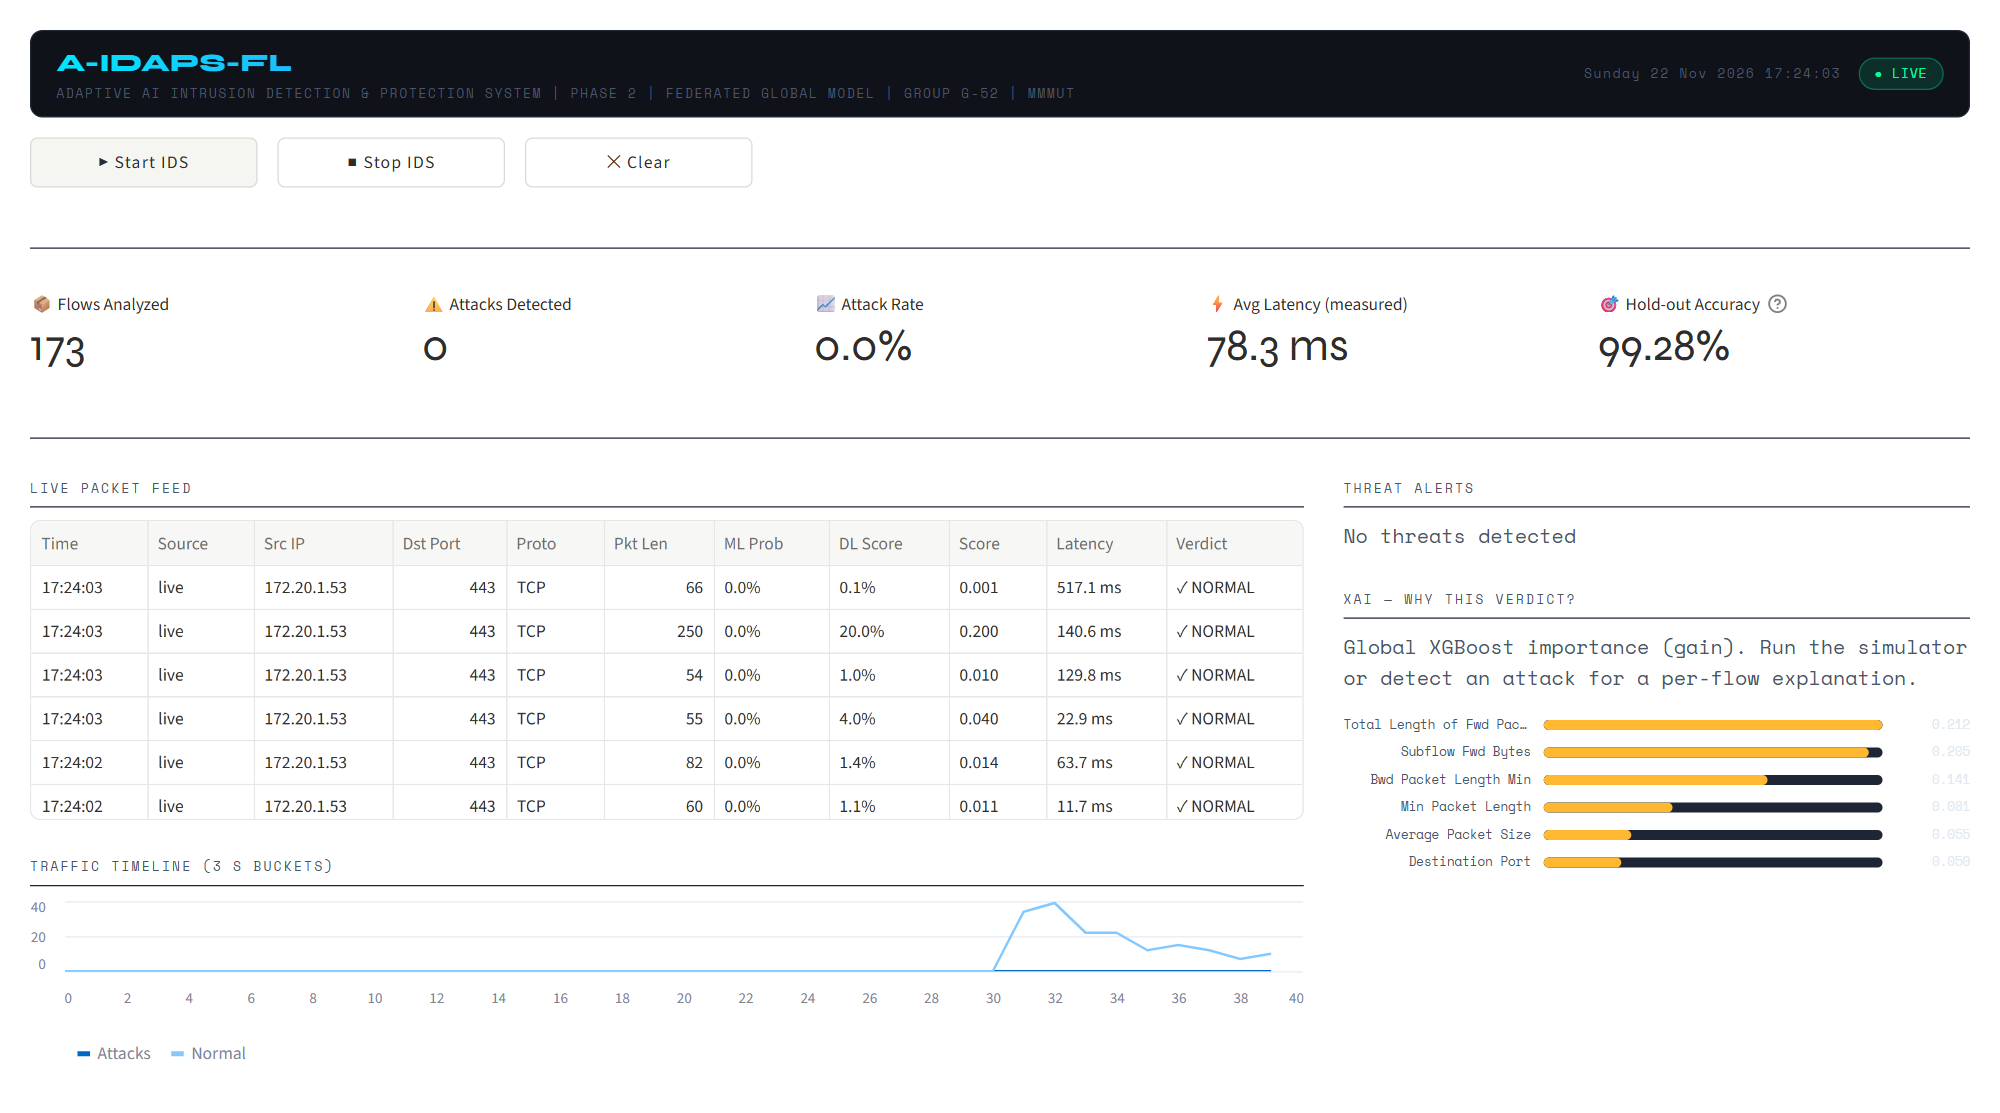 A-IDAPS-FL
ADAPTIVE AI INTRUSION DETECTION & PROTECTION SYSTEM | PHASE 2 | FEDERATED GLOBAL MODEL | GROUP G-52 | MMMUT
Sunday 22 Nov 2026 17:24:03
● LIVE
▶ Start IDS
■ Stop IDS
✕ Clear
📦 Flows Analyzed
173
⚠️ Attacks Detected
0
📈 Attack Rate
0.0%
⚡ Avg Latency (measured)
78.3 ms
🎯 Hold-out Accuracy ?
99.28%
LIVE PACKET FEED
Time Source Src IP Dst Port Proto Pkt Len ML Prob DL Score Score Latency Verdict
17:24:03 live 172.20.1.53 443 TCP 66 0.0% 0.1% 0.001 517.1 ms ✓ NORMAL
17:24:03 live 172.20.1.53 443 TCP 250 0.0% 20.0% 0.200 140.6 ms ✓ NORMAL
17:24:03 live 172.20.1.53 443 TCP 54 0.0% 1.0% 0.010 129.8 ms ✓ NORMAL
17:24:03 live 172.20.1.53 443 TCP 55 0.0% 4.0% 0.040 22.9 ms ✓ NORMAL
17:24:02 live 172.20.1.53 443 TCP 82 0.0% 1.4% 0.014 63.7 ms ✓ NORMAL
17:24:02 live 172.20.1.53 443 TCP 60 0.0% 1.1% 0.011 11.7 ms ✓ NORMAL
TRAFFIC TIMELINE (3 S BUCKETS)
40
20
0
0 2 4 6 8 10 12 14 16 18 20 22 24 26 28 30 32 34 36 38 40
Attacks Normal
THREAT ALERTS
No threats detected
XAI — WHY THIS VERDICT?
Global XGBoost importance (gain). Run the simulator
or detect an attack for a per-flow explanation.
Total Length of Fwd Pac… 0.212
Subflow Fwd Bytes 0.205
Bwd Packet Length Min 0.141
Min Packet Length 0.081
Average Packet Size 0.055
Destination Port 0.050